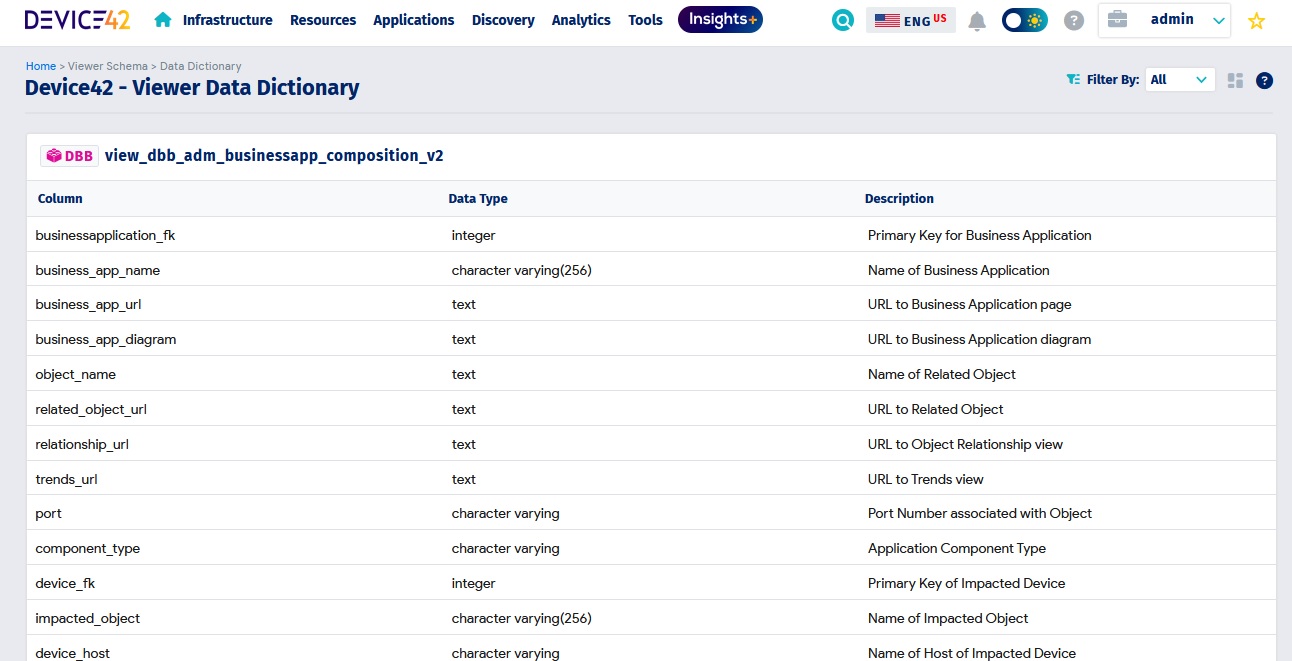 DEVICE42 Infrastructure Resources Applications Discovery Analytics Tools Insights+ ENG US ? admin
Home > Viewer Schema > Data Dictionary
Device42 - Viewer Data Dictionary
Filter By: All ?
DBB view_dbb_adm_businessapp_composition_v2
Column Data Type Description
businessapplication_fk integer Primary Key for Business Application
business_app_name character varying(256) Name of Business Application
business_app_url text URL to Business Application page
business_app_diagram text URL to Business Application diagram
object_name text Name of Related Object
related_object_url text URL to Related Object
relationship_url text URL to Object Relationship view
trends_url text URL to Trends view
port character varying Port Number associated with Object
component_type character varying Application Component Type
device_fk integer Primary Key of Impacted Device
impacted_object character varying(256) Name of Impacted Object
device_host character varying Name of Host of Impacted Device